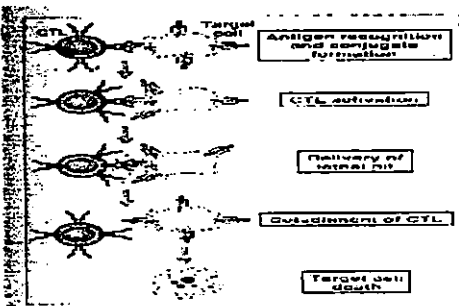 CTL
Target
cell
Antigen recognition
and conjugate
formation
CTL activation
Delivery of
lethal hit
Detachment of CTL
Target cell
death